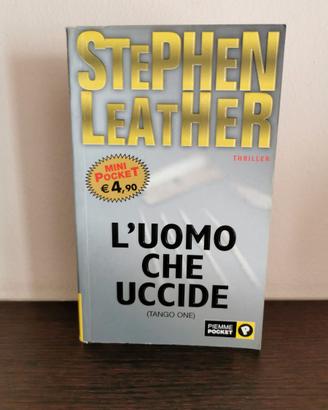 STEPHEN
LEATHER
THRILLER
MINI
POCKET
€ 4,90
L'UOMO
CHE
UCCIDE
(TANGO ONE)
PIEMME
POCKET
P